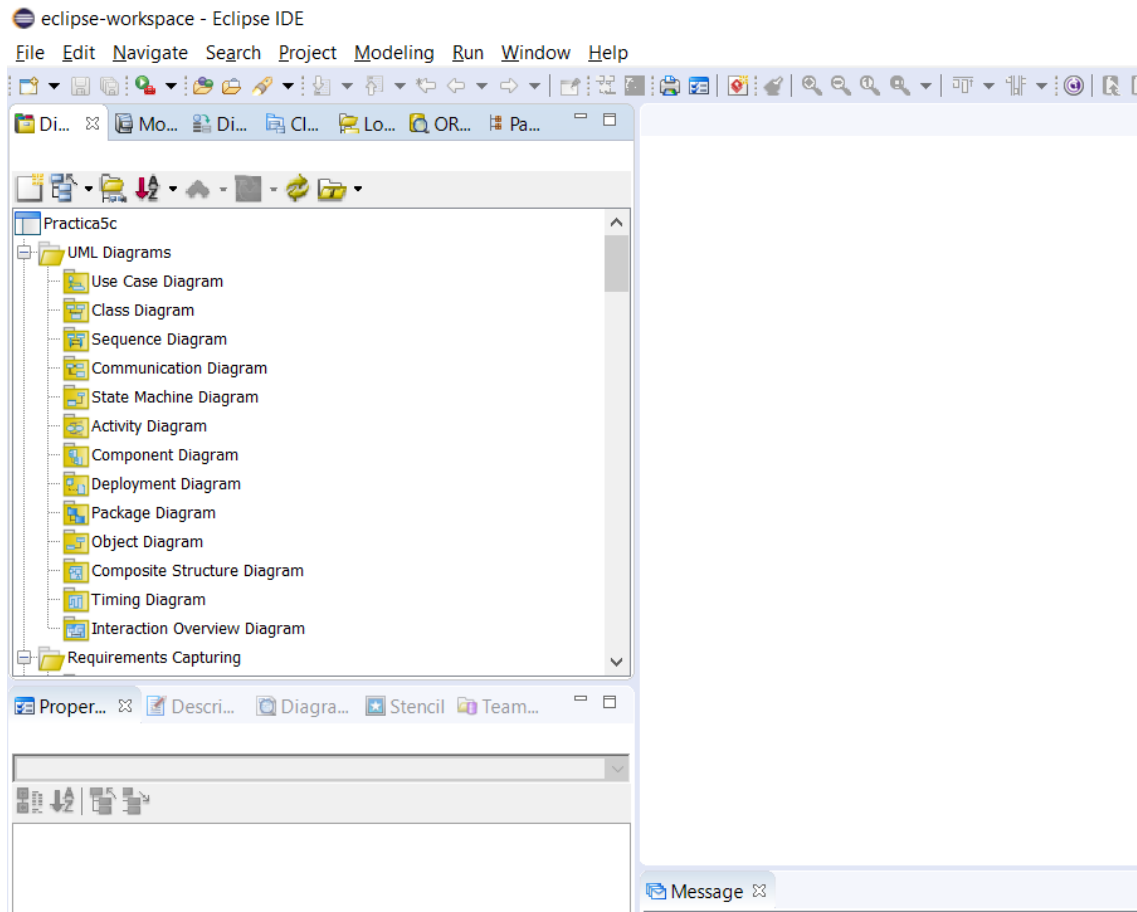 eclipse-workspace - Eclipse IDE
File Edit Navigate Search Project Modeling Run Window Help
Di... Mo... Di... Cl... Lo... OR... Pa...
Practica5c
UML Diagrams
Use Case Diagram
Class Diagram
Sequence Diagram
Communication Diagram
State Machine Diagram
Activity Diagram
Component Diagram
Deployment Diagram
Package Diagram
Object Diagram
Composite Structure Diagram
Timing Diagram
Interaction Overview Diagram
Requirements Capturing
Proper... Descri... Diagra... Stencil Team...
Message